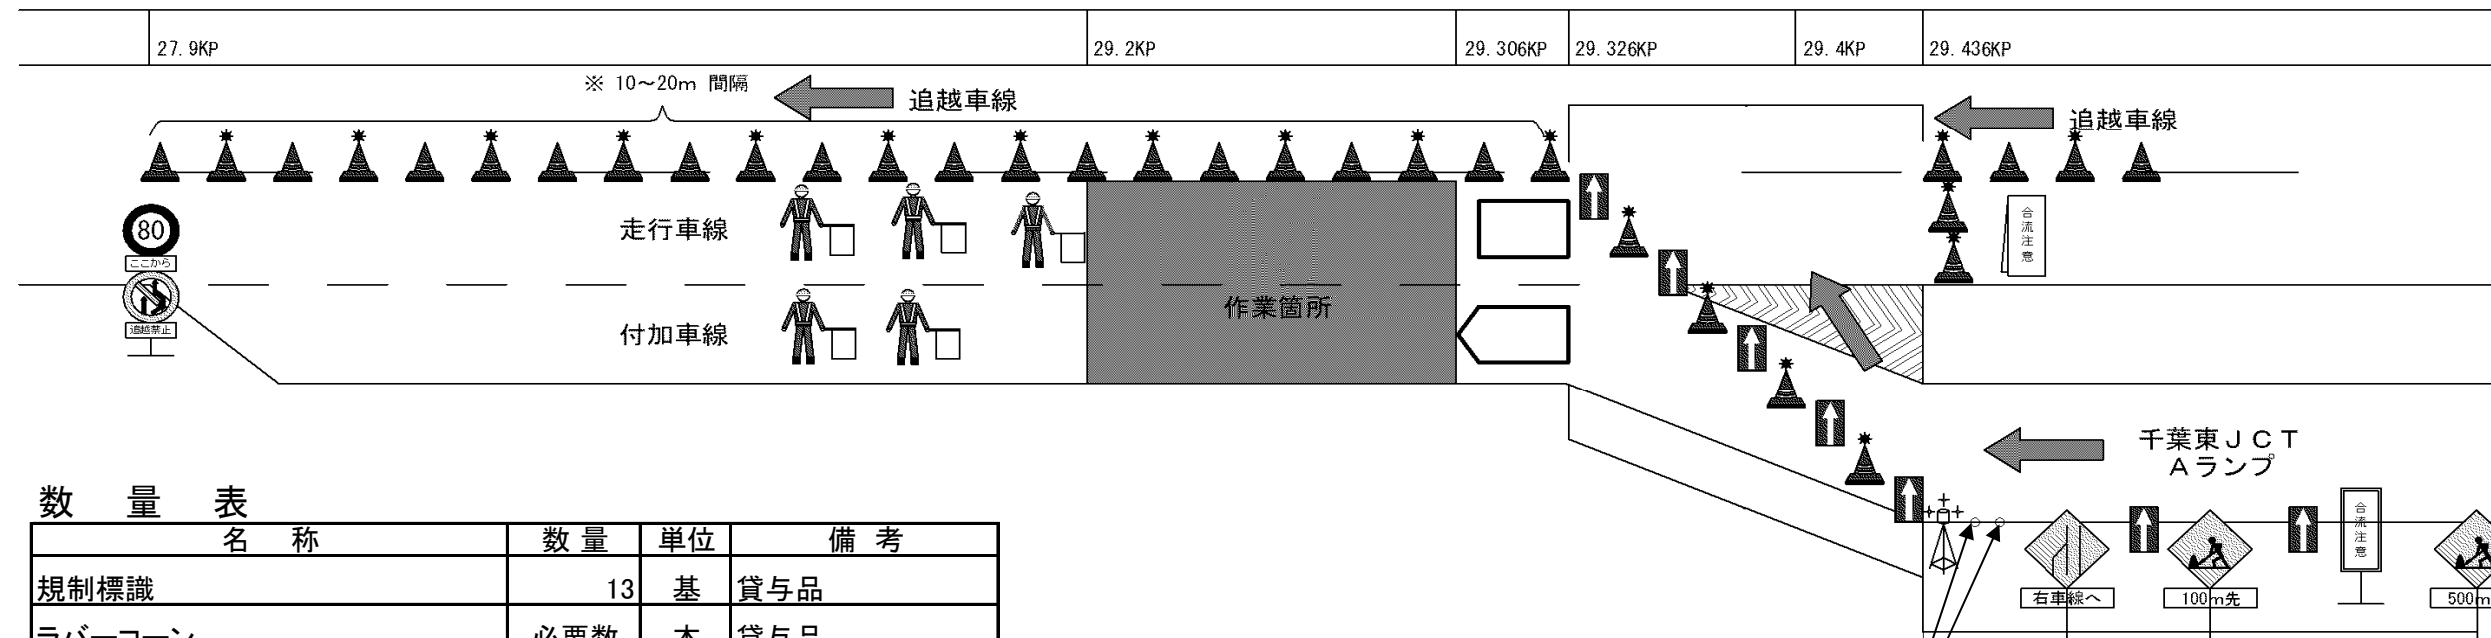 27.9KP
29.2KP
29.306KP
29.326KP
29.4KP
29.436KP
※ 10～20m 間隔
追越車線
追越車線
80
ここから
追越禁止
走行車線
付加車線
作業箇所
合流注意
千葉東JCT
Aランプ
合流注意
右車線へ
100m先
500m
数 量 表
名 称 数量 単位 備 考
規制標識 13 基 貸与品
ラバーコーン 必要数 本 貸与品